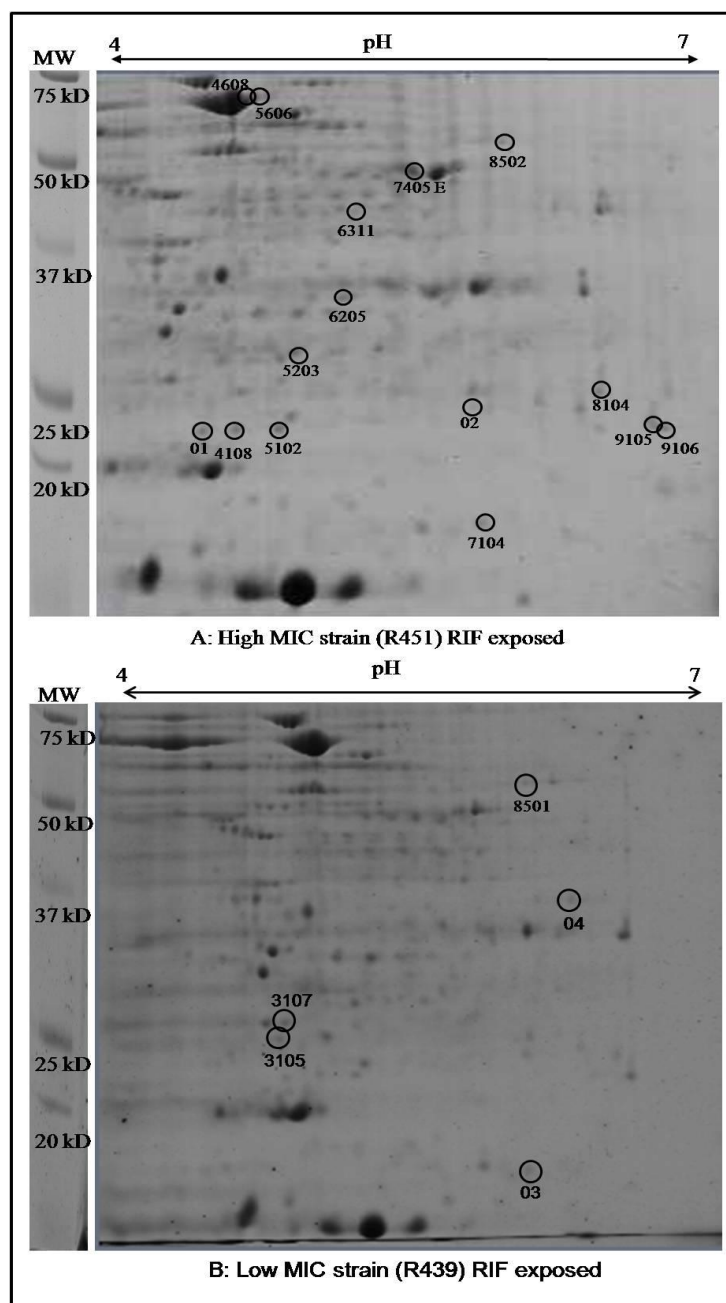 4 pH 7
MW
75 kD
4608
5606
8502
50 kD
7405 E
6311
37 kD
6205
5203
8104
02
25 kD
01
4108
5102
9105
9106
20 kD
7104
A: High MIC strain (R451) RIF exposed
4 pH 7
MW
75 kD
8501
50 kD
37 kD
04
3107
3105
25 kD
20 kD
03
B: Low MIC strain (R439) RIF exposed